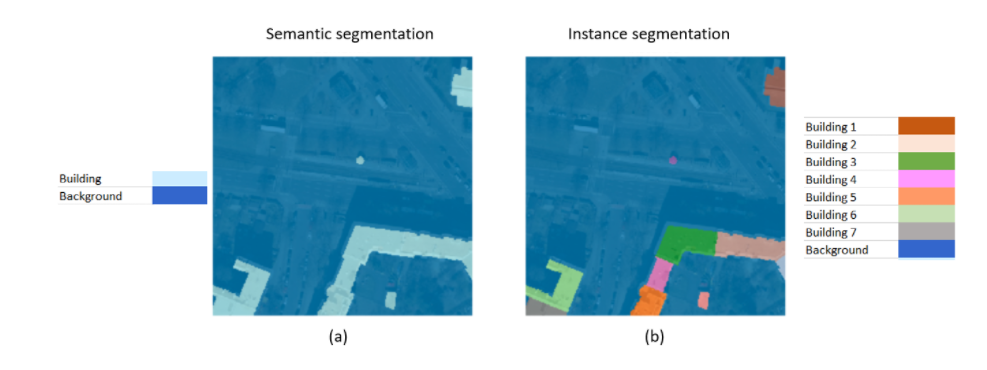 Semantic segmentation
Instance segmentation
Building
Background
Building 1
Building 2
Building 3
Building 4
Building 5
Building 6
Building 7
Background
(a)
(b)